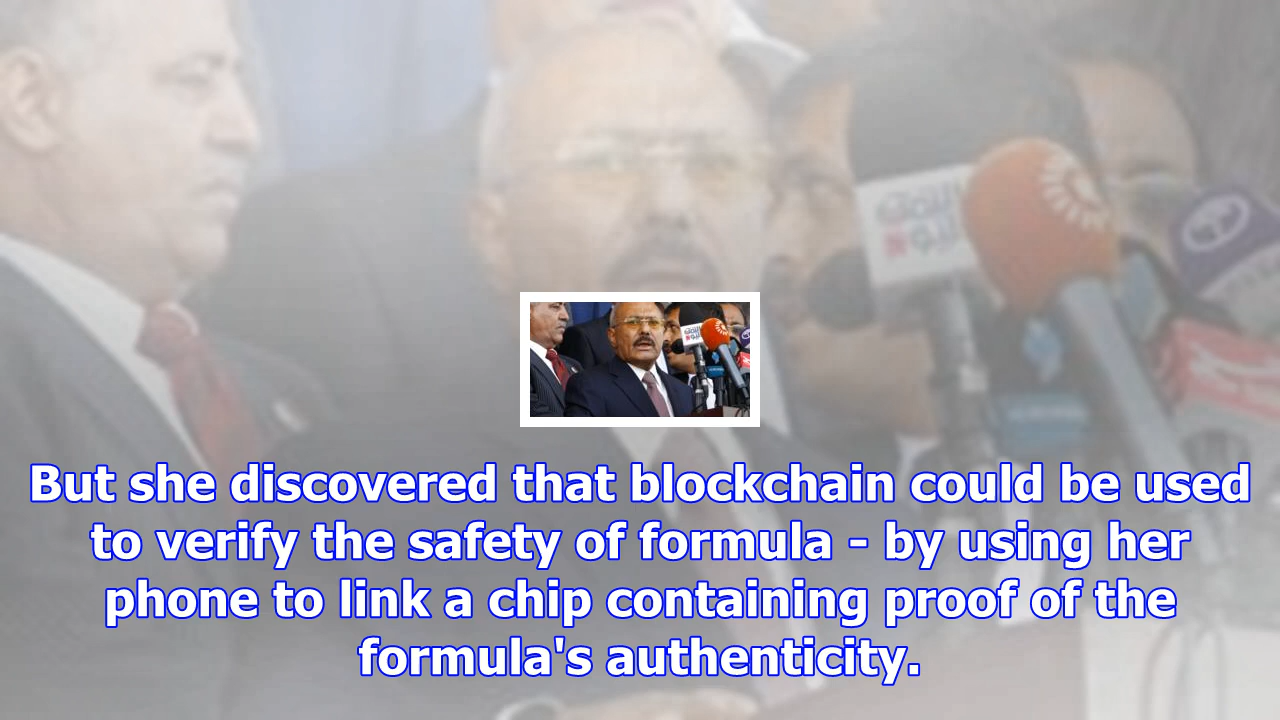 But she discovered that blockchain could be used
to verify the safety of formula - by using her
phone to link a chip containing proof of the
formula's authenticity.